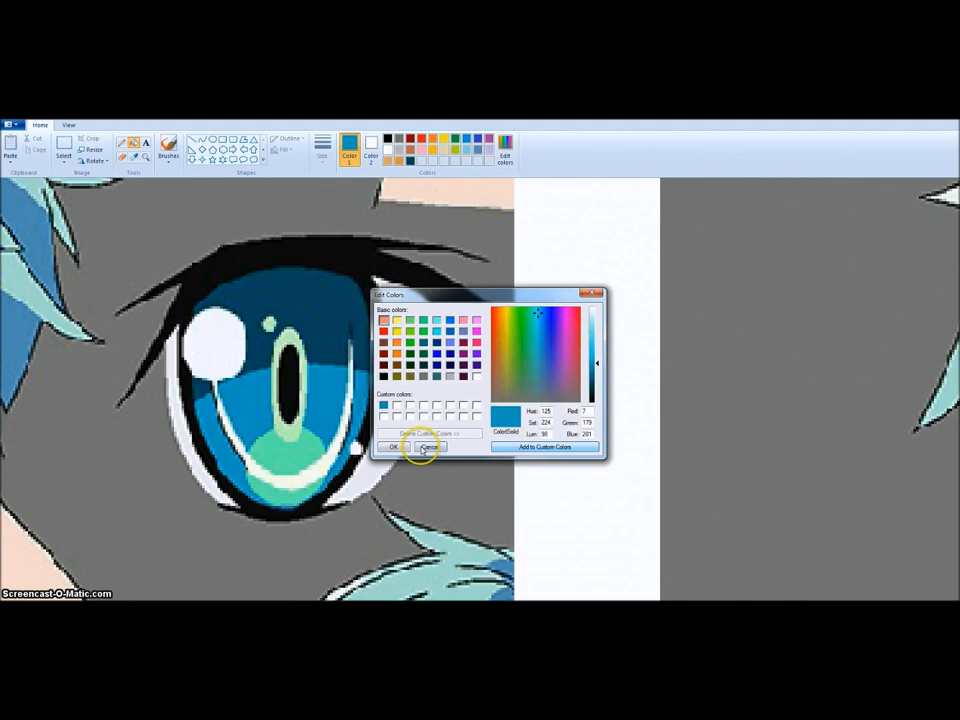 Home View
Cut
Copy
Paste
Clipboard
Select
Crop
Resize
Rotate
Image
A
Tools
Brushes
Outline
Fill
Shapes
Size
Color 1
Color 2
Edit colors
Colors
Edit Colors
Basic colors:
Custom colors:
Define Custom Colors >>
OK
Cancel
Color|Solid
Hue: 125
Sat: 224
Lum: 98
Red: 7
Green: 179
Blue: 201
Add to Custom Colors
Screencast-O-Matic.com